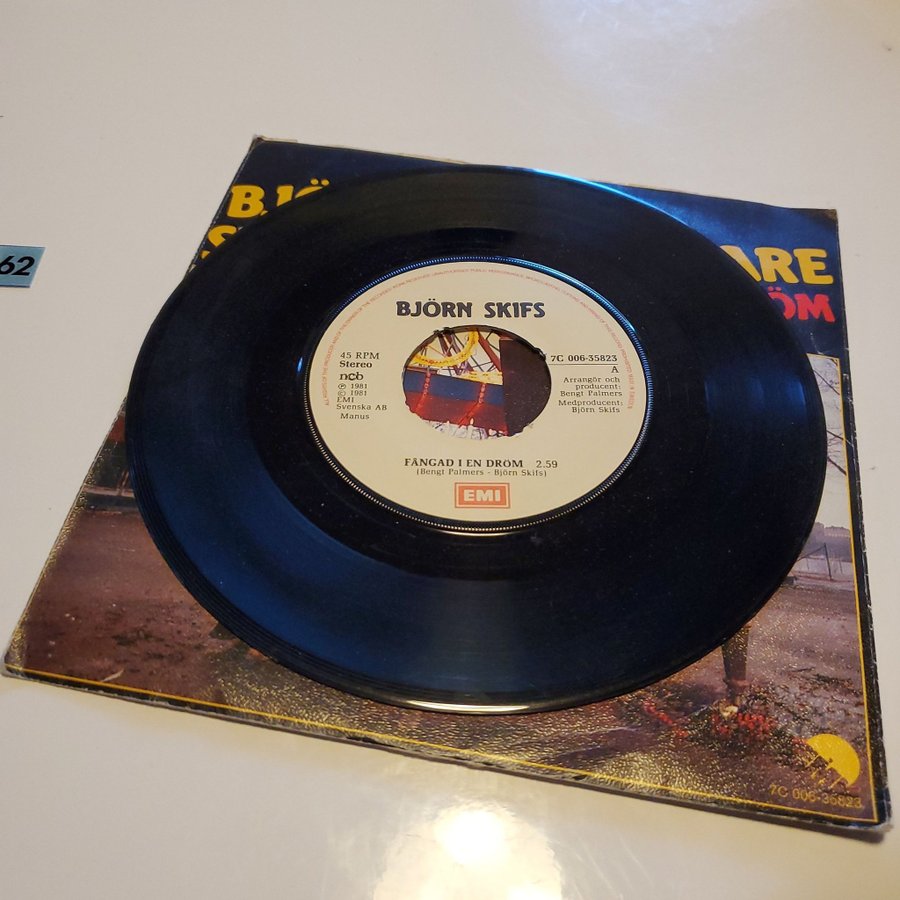 62
BJÖ
ARE
ÖM
BJÖRN SKIFS
45 RPM
Stereo
ncb
℗ 1981
© 1981
EMI
Svenska AB
Manus
7C 006-35823
A
Arrangör och
producent:
Bengt Palmers
Medproducent:
Björn Skifs
FÅNGAD I EN DRÖM 2.59
(Bengt Palmers - Björn Skifs)
EMI
7C 006-35823